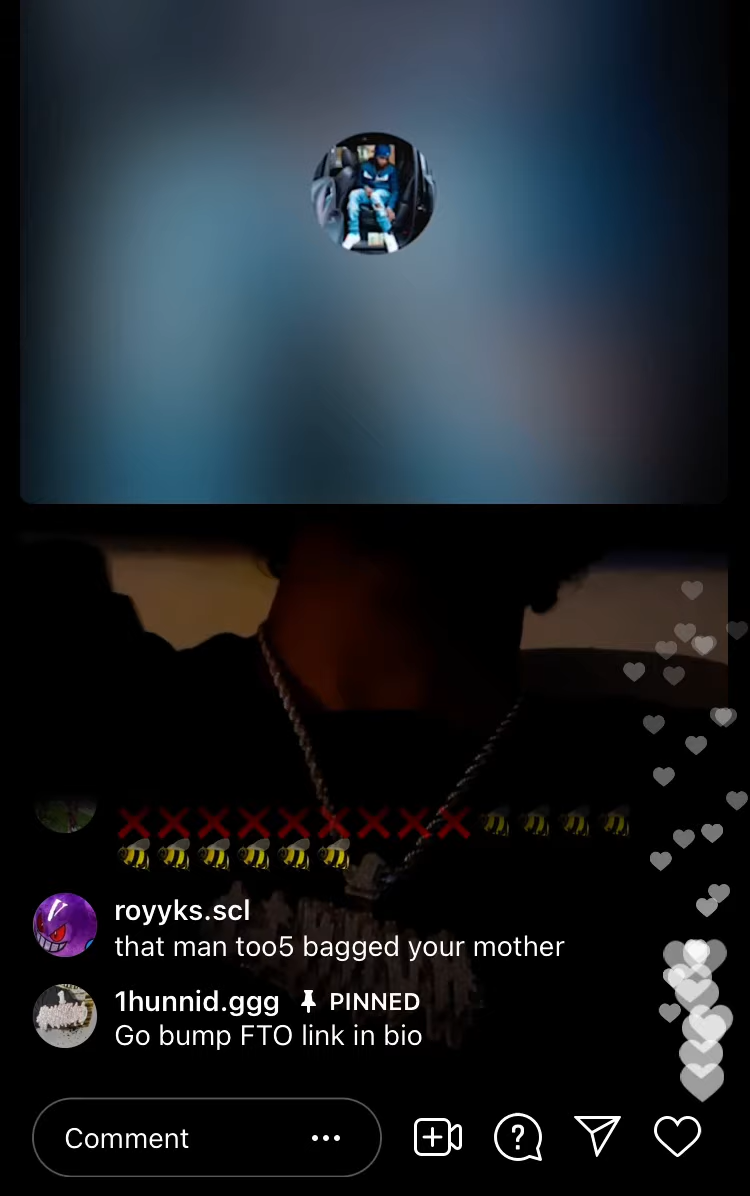 ❌❌❌❌❌❌❌❌❌🐝🐝🐝🐝
🐝🐝🐝🐝🐝🐝
royyks.scl
that man too5 bagged your mother
1hunnid.ggg 📌 PINNED
Go bump FTO link in bio
Comment